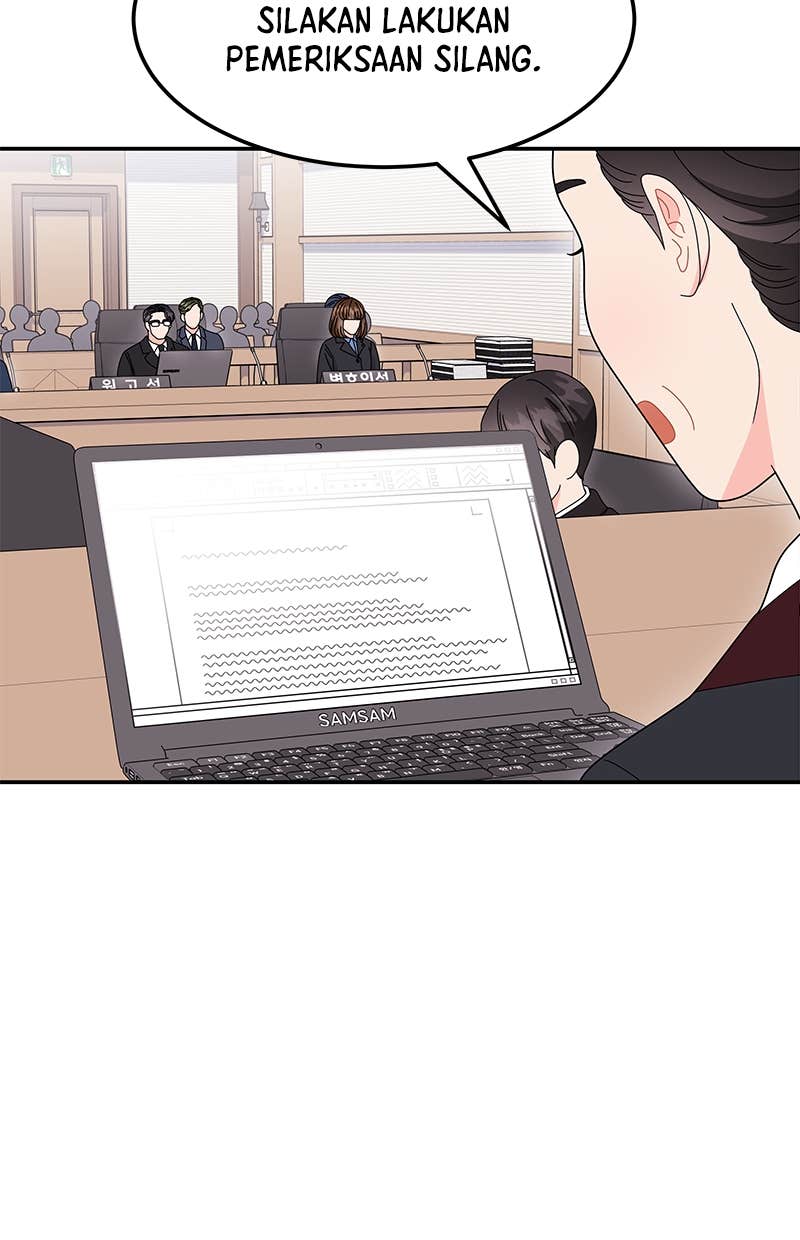 SILAKAN LAKUKAN
PEMERIKSAAN SILANG.
원고석
변호인석
SAMSAM